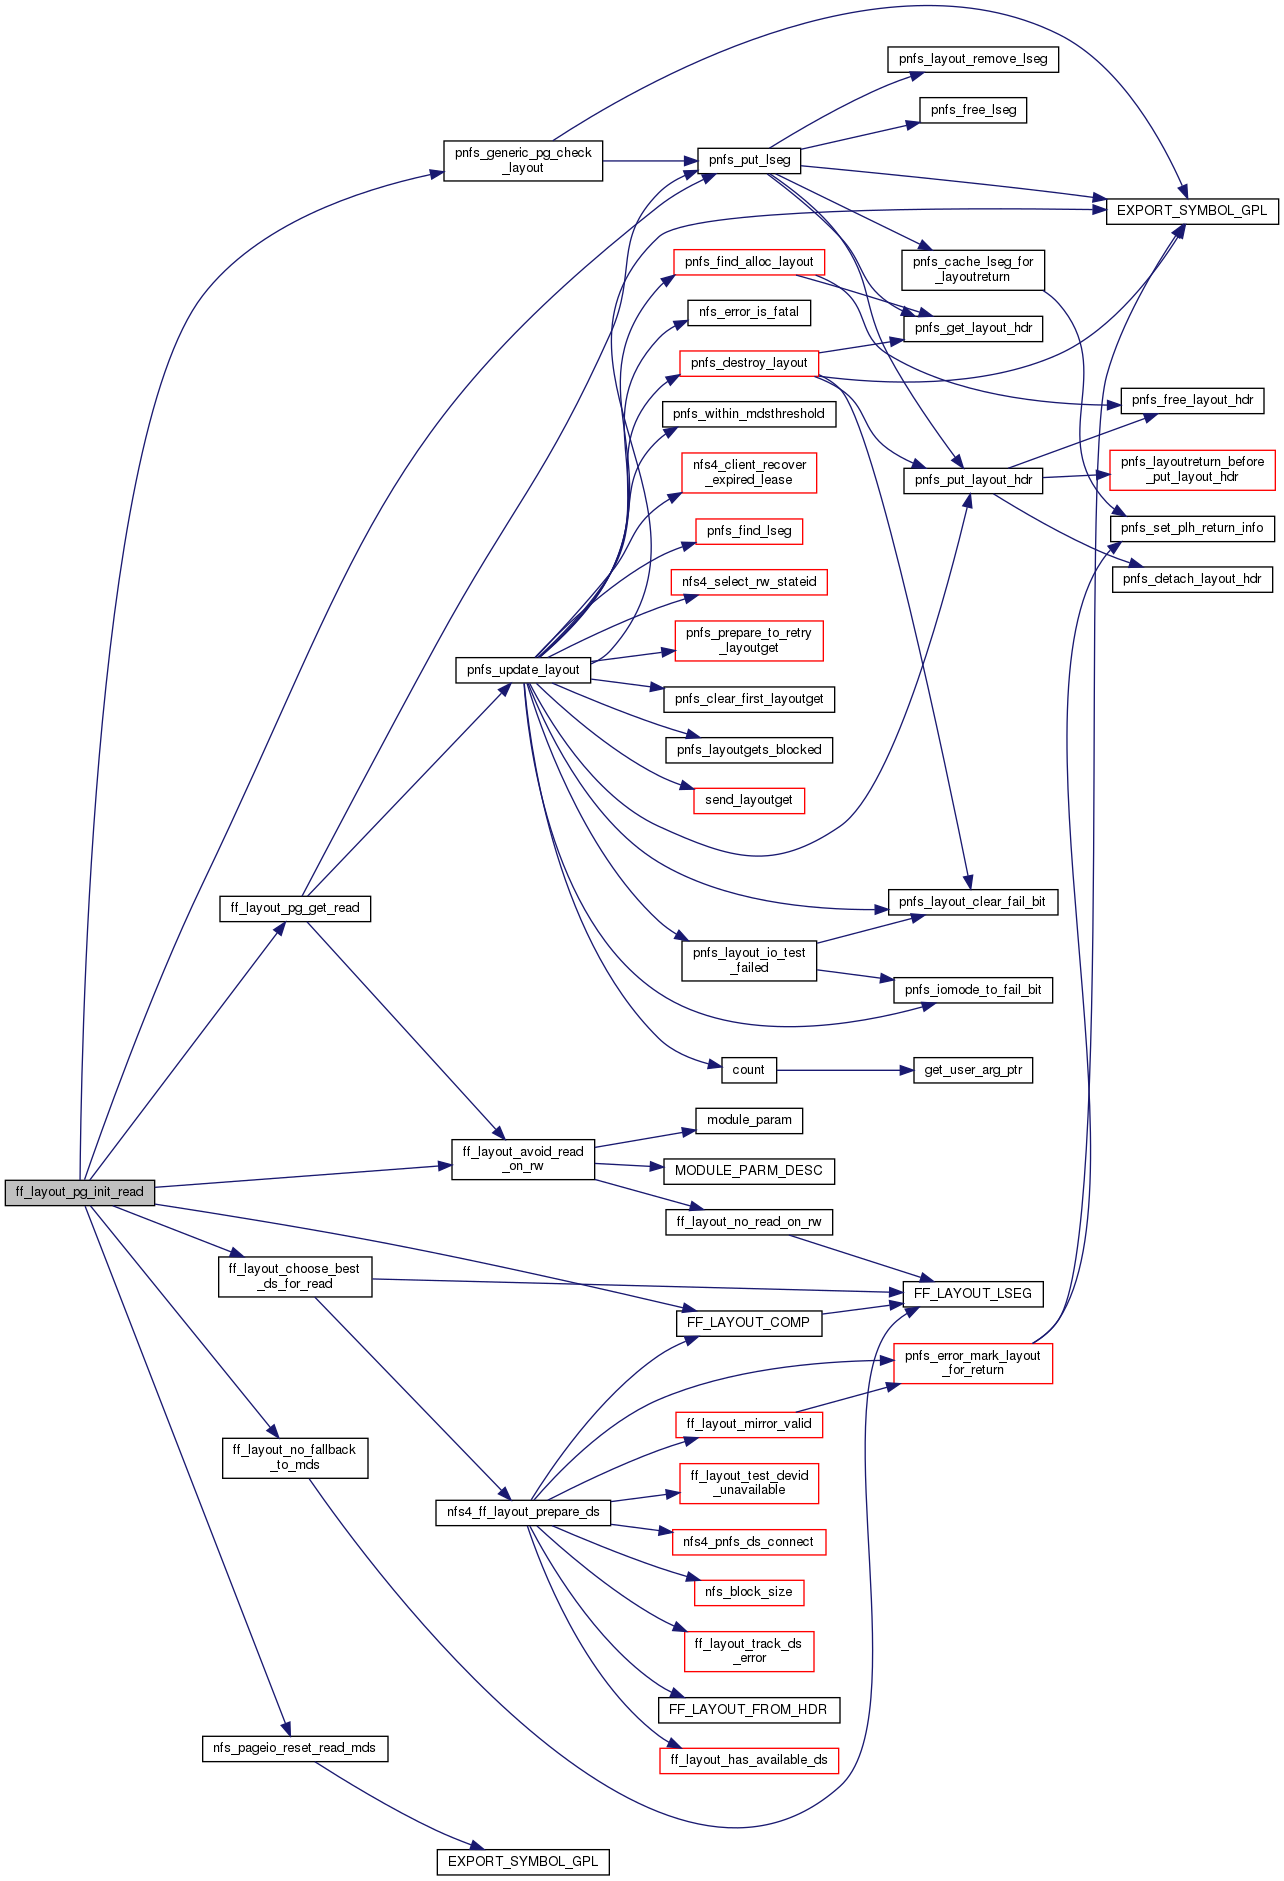 pnfs_layout_remove_lseg
pnfs_free_lseg
pnfs_generic_pg_check
_layout
pnfs_put_lseg
EXPORT_SYMBOL_GPL
pnfs_find_alloc_layout
pnfs_cache_lseg_for
_layoutreturn
nfs_error_is_fatal
pnfs_get_layout_hdr
pnfs_destroy_layout
pnfs_free_layout_hdr
pnfs_within_mdsthreshold
nfs4_client_recover
_expired_lease
pnfs_put_layout_hdr
pnfs_layoutreturn_before
_put_layout_hdr
pnfs_find_lseg
pnfs_set_plh_return_info
nfs4_select_rw_stateid
pnfs_detach_layout_hdr
pnfs_prepare_to_retry
_layoutget
pnfs_update_layout
pnfs_clear_first_layoutget
pnfs_layoutgets_blocked
send_layoutget
ff_layout_pg_get_read
pnfs_layout_clear_fail_bit
pnfs_layout_io_test
_failed
pnfs_iomode_to_fail_bit
count
get_user_arg_ptr
module_param
ff_layout_avoid_read
_on_rw
MODULE_PARM_DESC
ff_layout_pg_init_read
ff_layout_no_read_on_rw
ff_layout_choose_best
_ds_for_read
FF_LAYOUT_LSEG
FF_LAYOUT_COMP
pnfs_error_mark_layout
_for_return
ff_layout_mirror_valid
ff_layout_no_fallback
_to_mds
ff_layout_test_devid
_unavailable
nfs4_ff_layout_prepare_ds
nfs4_pnfs_ds_connect
nfs_block_size
ff_layout_track_ds
_error
FF_LAYOUT_FROM_HDR
nfs_pageio_reset_read_mds
ff_layout_has_available_ds
EXPORT_SYMBOL_GPL